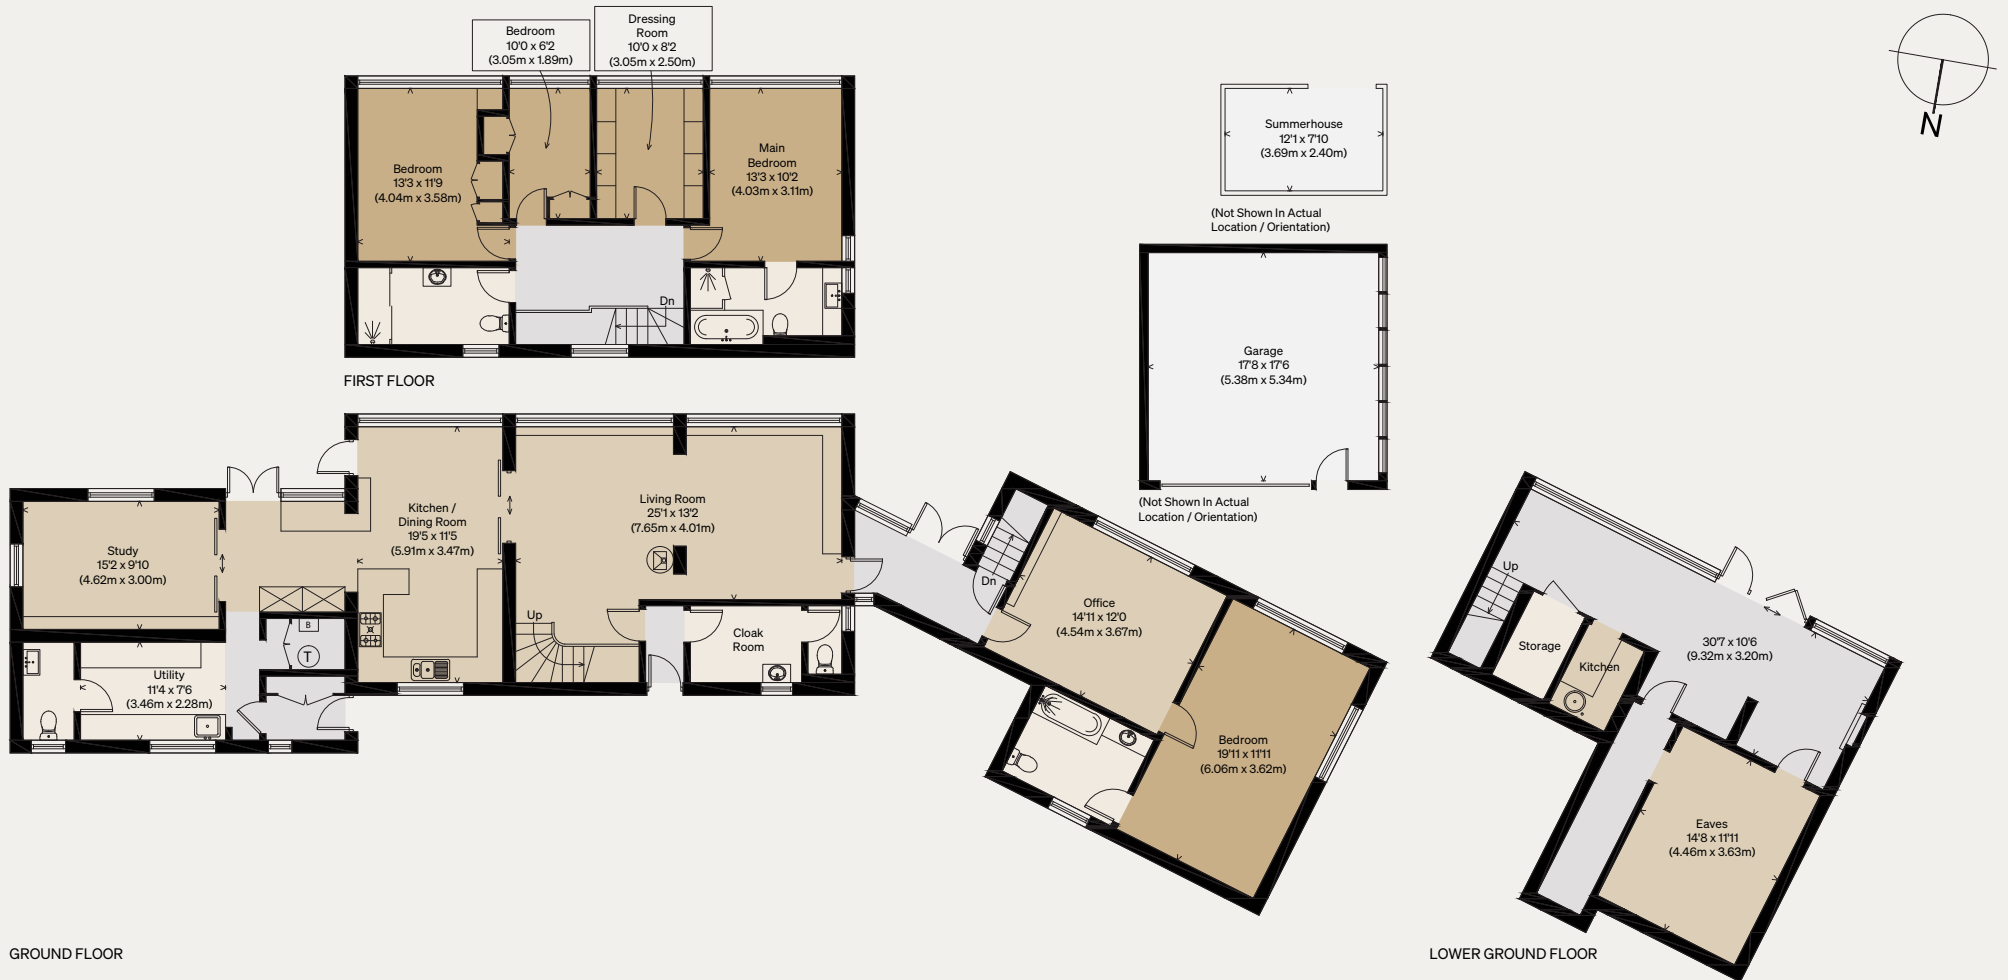 Bedroom
10'0 x 6'2
(3.05m x 1.89m)
Dressing
Room
10'0 x 8'2
(3.05m x 2.50m)
Bedroom
13'3 x 11'9
(4.04m x 3.58m)
Main
Bedroom
13'3 x 10'2
(4.03m x 3.11m)
Dn
FIRST FLOOR
Summerhouse
12'1 x 7'10
(3.69m x 2.40m)
(Not Shown In Actual
Location / Orientation)
N
Garage
17'8 x 17'6
(5.38m x 5.34m)
(Not Shown In Actual
Location / Orientation)
Study
15'2 x 9'10
(4.62m x 3.00m)
Kitchen /
Dining Room
19'5 x 11'5
(5.91m x 3.47m)
Living Room
25'1 x 13'2
(7.65m x 4.01m)
Up
Cloak
Room
B
T
Utility
11'4 x 7'6
(3.46m x 2.28m)
Dn
Office
14'11 x 12'0
(4.54m x 3.67m)
Bedroom
19'11 x 11'11
(6.06m x 3.62m)
GROUND FLOOR
Up
Storage
Kitchen
30'7 x 10'6
(9.32m x 3.20m)
Eaves
14'8 x 11'11
(4.46m x 3.63m)
LOWER GROUND FLOOR